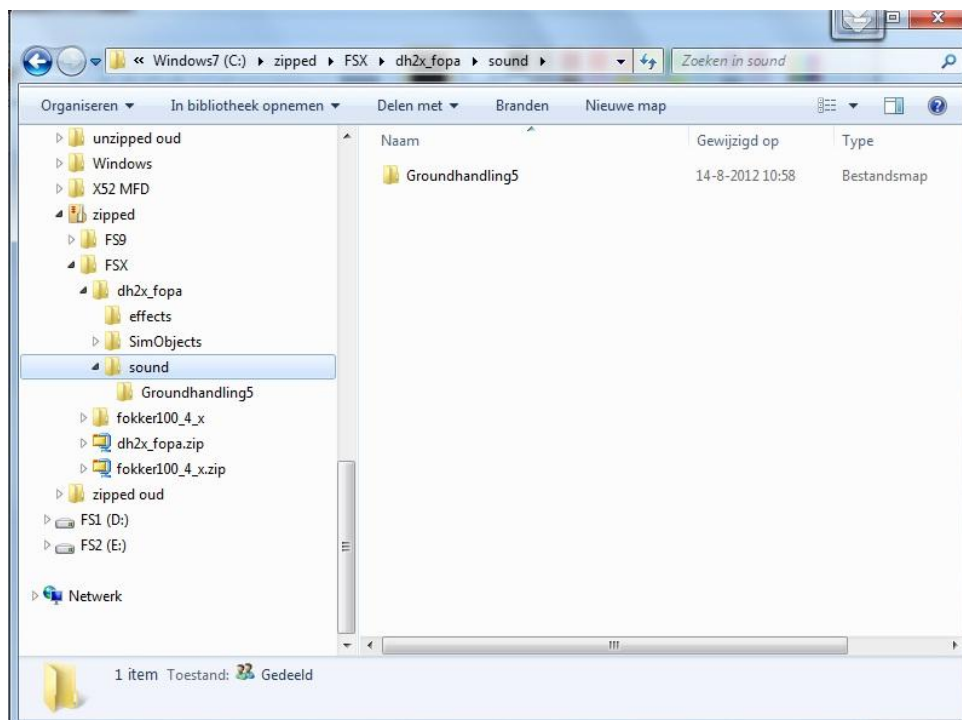 « Windows7 (C:) ▸ zipped ▸ FSX ▸ dh2x_fopa ▸ sound ▸ Zoeken in sound
Organiseren In bibliotheek opnemen Delen met Branden Nieuwe map
unzipped oud
Windows
X52 MFD
zipped
FS9
FSX
dh2x_fopa
effects
SimObjects
sound
Groundhandling5
fokker100_4_x
dh2x_fopa.zip
fokker100_4_x.zip
zipped oud
FS1 (D:)
FS2 (E:)
Netwerk
Naam Gewijzigd op Type
Groundhandling5 14-8-2012 10:58 Bestandsmap
1 item Toestand: Gedeeld